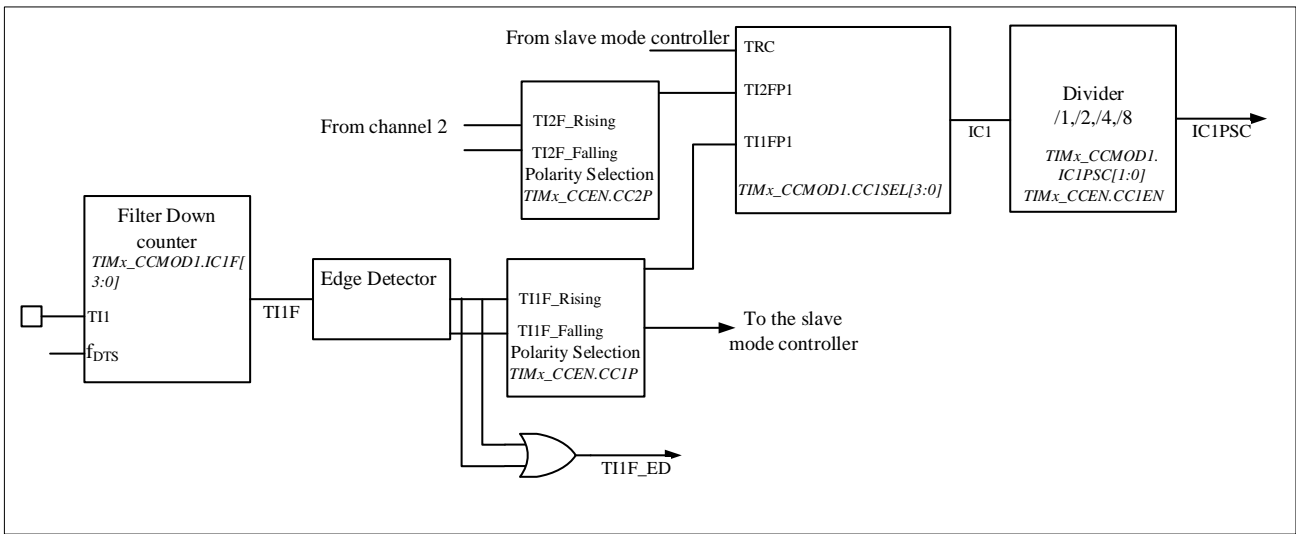 From slave mode controller
TRC
TI2FP1
TI1FP1
TIMx_CCMOD1.CC1SEL[3:0]
IC1
Divider
/1,/2,/4,/8
TIMx_CCMOD1.
IC1PSC[1:0]
TIMx_CCEN.CC1EN
IC1PSC
From channel 2
TI2F_Rising
TI2F_Falling
Polarity Selection
TIMx_CCEN.CC2P
Filter Down
counter
TIMx_CCMOD1.IC1F[
3:0]
TI1
fDTS
TI1F
Edge Detector
TI1F_Rising
TI1F_Falling
Polarity Selection
TIMx_CCEN.CC1P
To the slave
mode controller
TI1F_ED